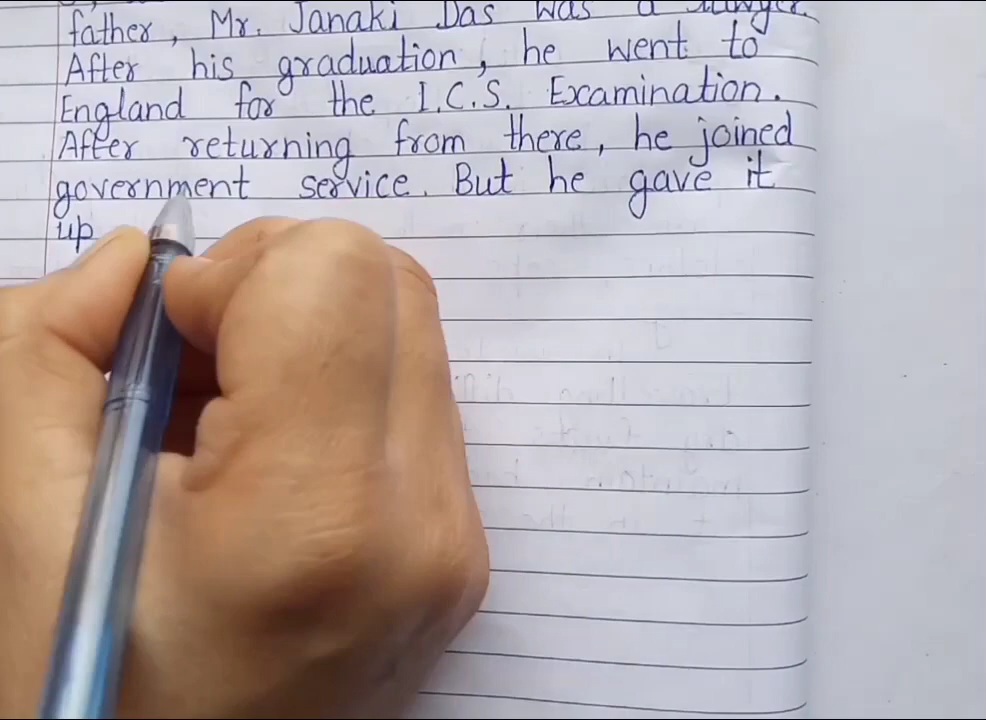 father, Mr. Janaki Das was a lawyer.
After his graduation, he went to
England for the I.C.S. Examination.
After returning from there, he joined
government service. But he gave it
up